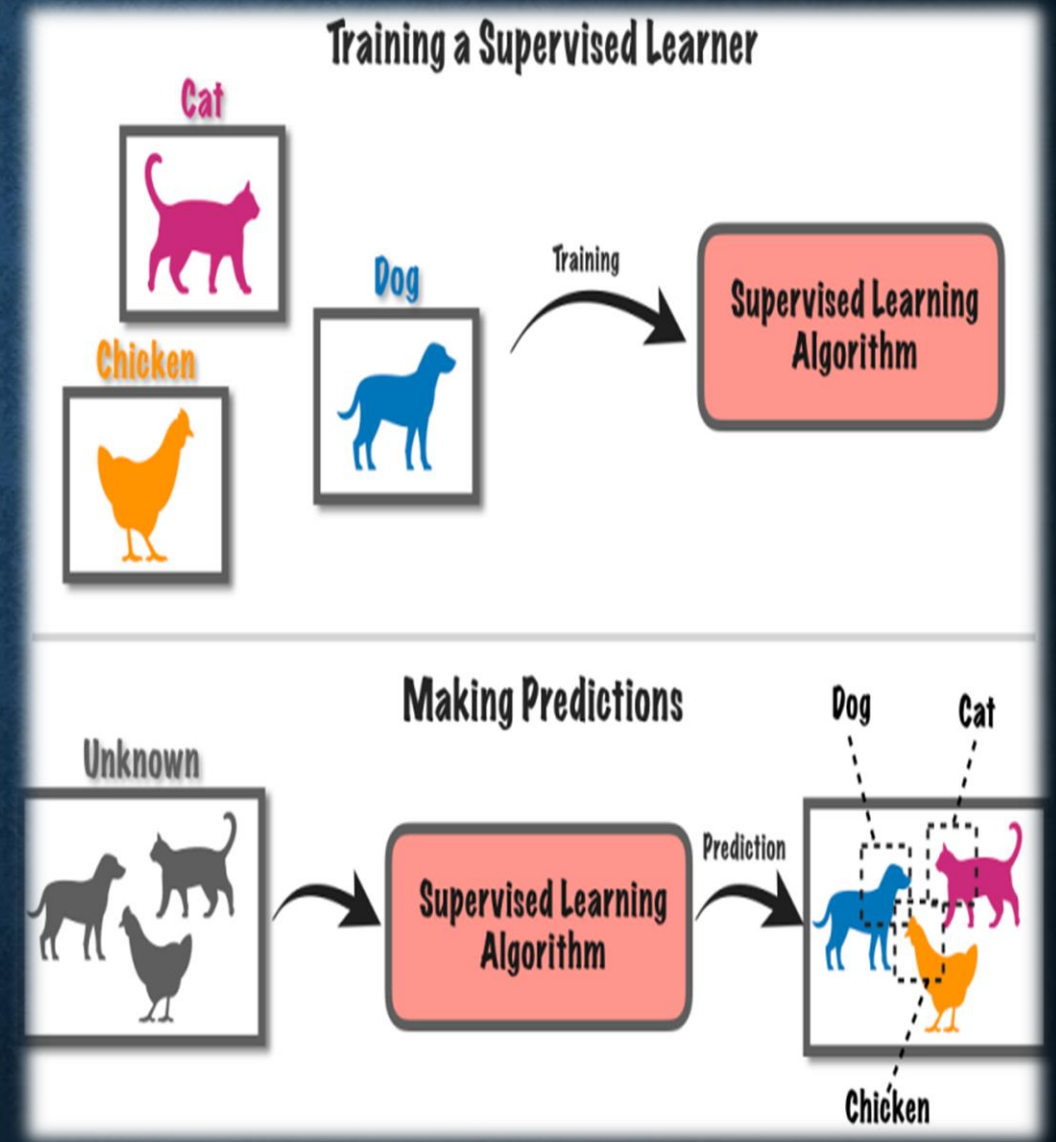 Training a Supervised Learner
Cat
Dog
Training
Supervised Learning
Algorithm
Chicken
Making Predictions
Dog
Cat
Unknown
Prediction
Supervised Learning
Algorithm
Chicken